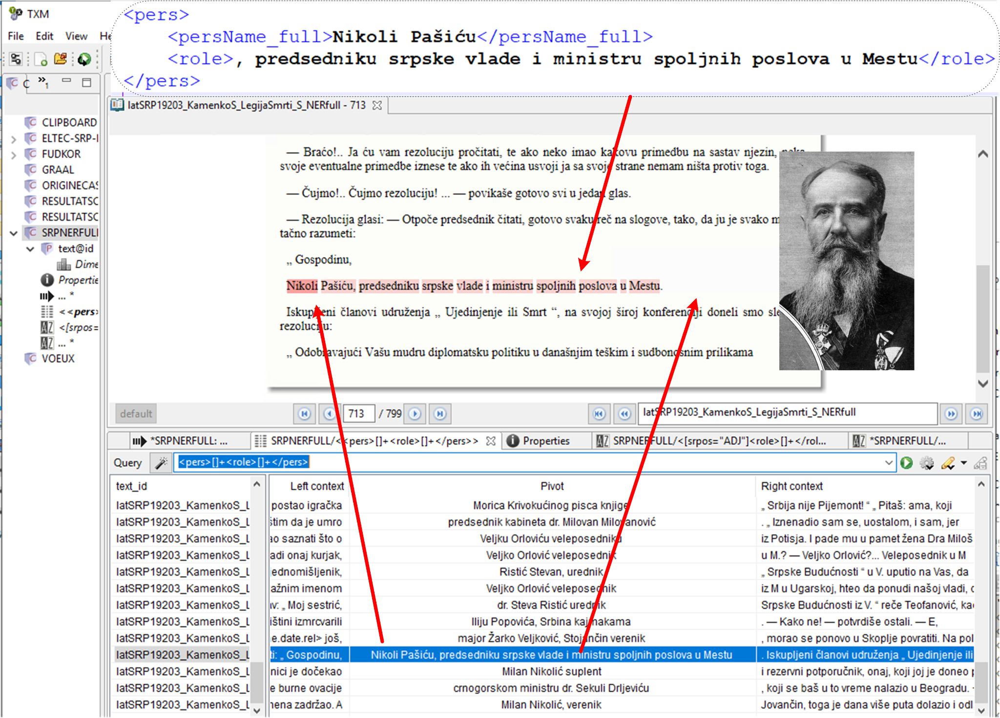 TXM
File Edit View He
<pers>
<persName_full>Nikoli Pašiću</persName_full>
<role>, predsedniku srpske vlade i ministru spoljnih poslova u Mestu</role>
</pers>
C »1
CLIPBOARD
ELTEC-SRP-
FUDKOR
GRAAL
ORIGINECAS
RESULTATSC
RESULTATSC
SRPNERFULL
text@id
Dime
Propertie
... *
<<pers>
<[srpos=
... *
VOEUX
latSRP19203_KamenkoS_LegijaSmrti_S_NERfull - 713
— Braćo!.. Ja ću vam rezoluciju pročitati, te ako neko imao kakovu primedbu na sastav njezin, neka
svoje eventualne primedbe iznese te ako ih većina usvoji ja sa svoje strane nemam ništa protiv toga.
— Čujmo!.. Čujmo rezoluciju! ... — povikaše gotovo svi u jedan glas.
— Rezolucija glasi: — Otpoče predsednik čitati, gotovo svaku reč na slogove, tako, da ju je svako m
tačno razumeti:
„ Gospodinu,
Nikoli Pašiću, predsedniku srpske vlade i ministru spoljnih poslova u Mestu.
Iskupljeni članovi udruženja „ Ujedinjenje ili Smrt “, na svojoj široj konferenciji doneli smo sle
rezoluciju:
„ Odobravajući Vašu mudru diplomatsku politiku u današnjim teškim i sudbonosnim prilikama
default 713 / 799 latSRP19203_KamenkoS_LegijaSmrti_S_NERfull
*SRPNERFULL: ... SRPNERFULL/<<pers>[]+<role>[]+</pers>> Properties SRPNERFULL/<[srpos="ADJ"]<role>[]+</rol... *SRPNERFULL/...
Query <pers>[]+<role>[]+</pers>
text_id Left context Pivot Right context
latSRP19203_KamenkoS_L postao igračka Morica Krivokućinog pisca knjige „ Srbija nije Pijemont! “ „ Pitaš: ama, koji
latSRP19203_KamenkoS_L štim da je umro predsednik kabineta dr. Milovan Milovanović . „ Iznenadio sam se, uostalom, i sam, jer
latSRP19203_KamenkoS_L ao saznati što o Veljku Orloviću veleposedniku iz Potisja. I pade mu u pamet žena Dra Miloš
latSRP19203_KamenkoS_L adi onaj kurjak, Veljko Orlović veleposednik u M.? — Veljko Orlović?... Veleposednik u M
latSRP19203_KamenkoS_L jednomišljenik, Ristić Stevan, urednik „ Srpske Budućnosti “ u V. uputio na Vas, da
latSRP19203_KamenkoS_L ažnim imenom Veljko Orlović veleposednik iz M u Ugarskoj, hteo da ponudi našoj vladi,
latSRP19203_KamenkoS_L av: „ Moj sestrić, dr. Steva Ristić urednik Srpske Budućnosti iz V. “ reče Teofanović, kao
latSRP19203_KamenkoS_L ištini izmrcvarili Iliju Popovića, Srbina kajmakama . — Kako ne! — potvrdiše ostali. — E,
latSRP19203_KamenkoS_L e.date.rel> još, major Žarko Veljković, Stojančin verenik , morao se ponovo u Skoplje povratiti. Na pol
latSRP19203_KamenkoS_L ti: „ Gospodinu, Nikoli Pašiću, predsedniku srpske vlade i ministru spoljnih poslova u Mestu . Iskupljeni članovi udruženja „ Ujedinjenje ili
latSRP19203_KamenkoS_L nici je dočekao Milan Nikolić suplent i rezervni potporučnik, onaj, koji joj je doneo
latSRP19203_KamenkoS_L e burne ovacije crnogorskom ministru dr. Sekuli Drljeviću , koji se baš u to vreme nalazio u Beogradu. -
latSRP19203_KamenkoS_L nena zadržao. A Milan Nikolić, verenik Jovančin, toga je dana više puta dolazio i odl